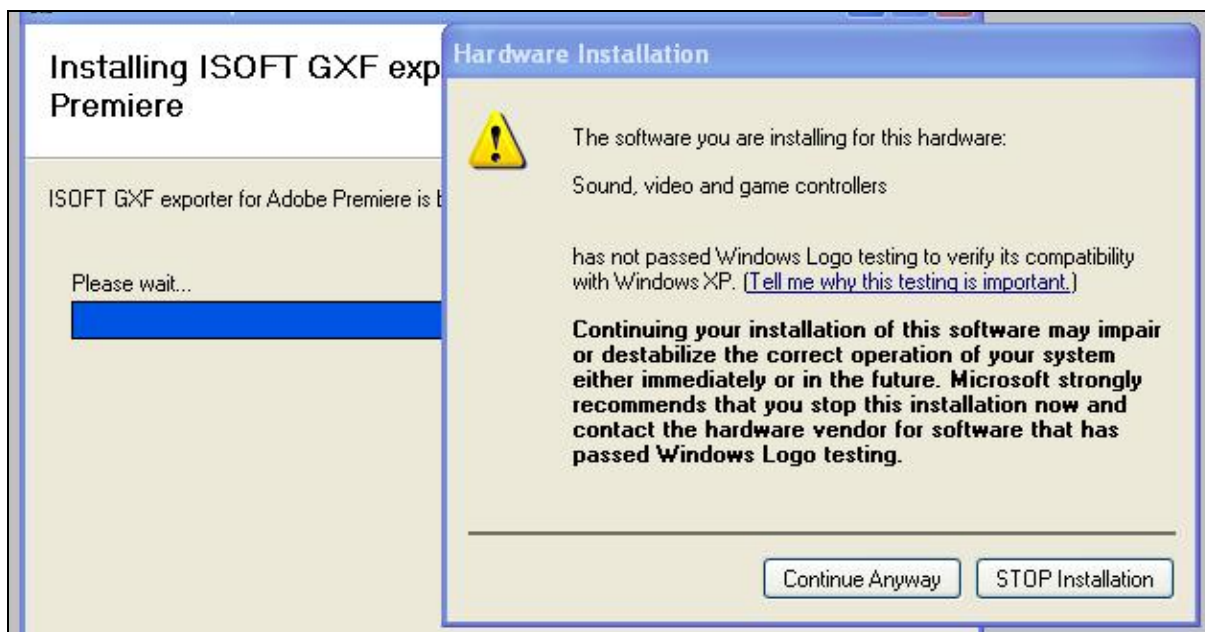 Installing ISOFT GXF exp
Premiere
ISOFT GXF exporter for Adobe Premiere is b
Please wait...
Hardware Installation
The software you are installing for this hardware:
Sound, video and game controllers
has not passed Windows Logo testing to verify its compatibility
with Windows XP. (Tell me why this testing is important.)
Continuing your installation of this software may impair
or destabilize the correct operation of your system
either immediately or in the future. Microsoft strongly
recommends that you stop this installation now and
contact the hardware vendor for software that has
passed Windows Logo testing.
Continue Anyway
STOP Installation